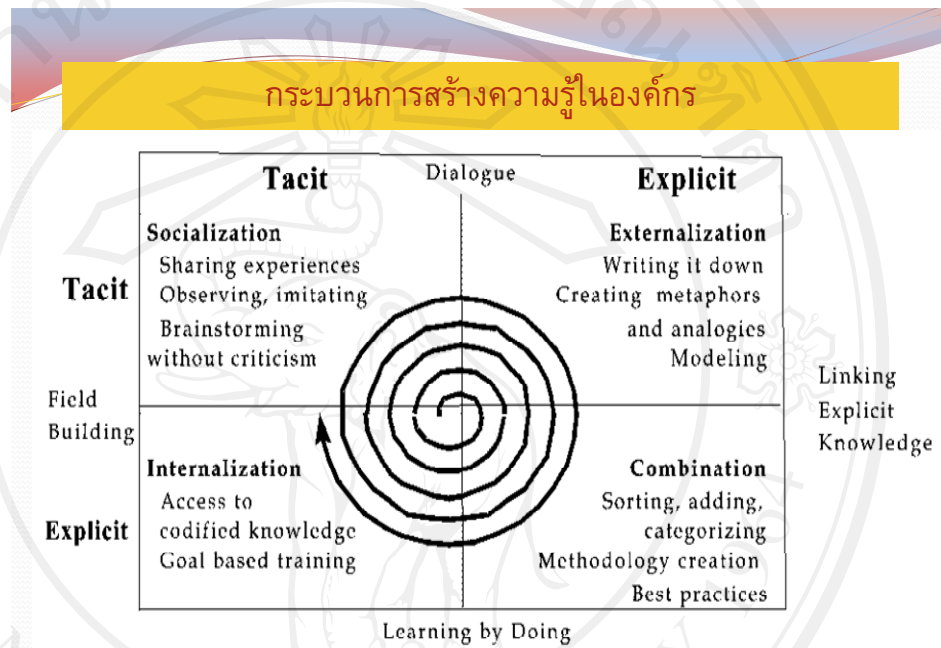 กระบวนการสร้างความรู้ในองค์กร
Tacit
Dialogue
Explicit
Tacit
Socialization
Sharing experiences
Observing, imitating
Brainstorming
without criticism
Externalization
Writing it down
Creating metaphors
and analogies
Modeling
Field
Building
Linking
Explicit
Knowledge
Explicit
Internalization
Access to
codified knowledge
Goal based training
Combination
Sorting, adding,
categorizing
Methodology creation
Best practices
Learning by Doing